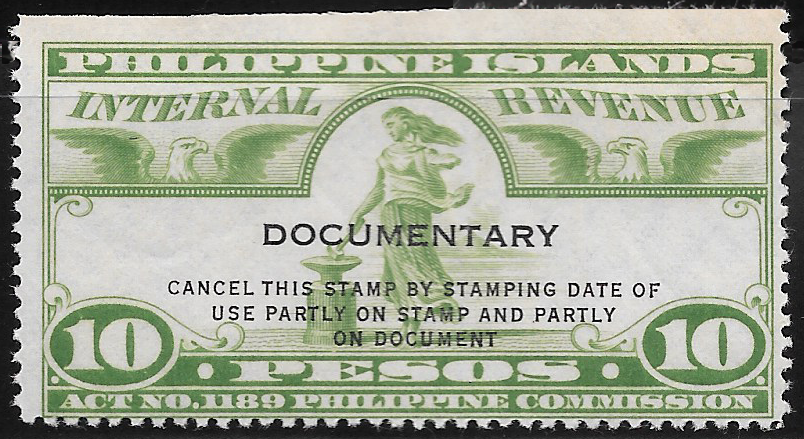 PHILIPPINE ISLANDS
INTERNAL REVENUE
DOCUMENTARY
CANCEL THIS STAMP BY STAMPING DATE OF
USE PARTLY ON STAMP AND PARTLY
ON DOCUMENT
10 10
· PESOS ·
ACT NO. 1189 PHILIPPINE COMMISSION